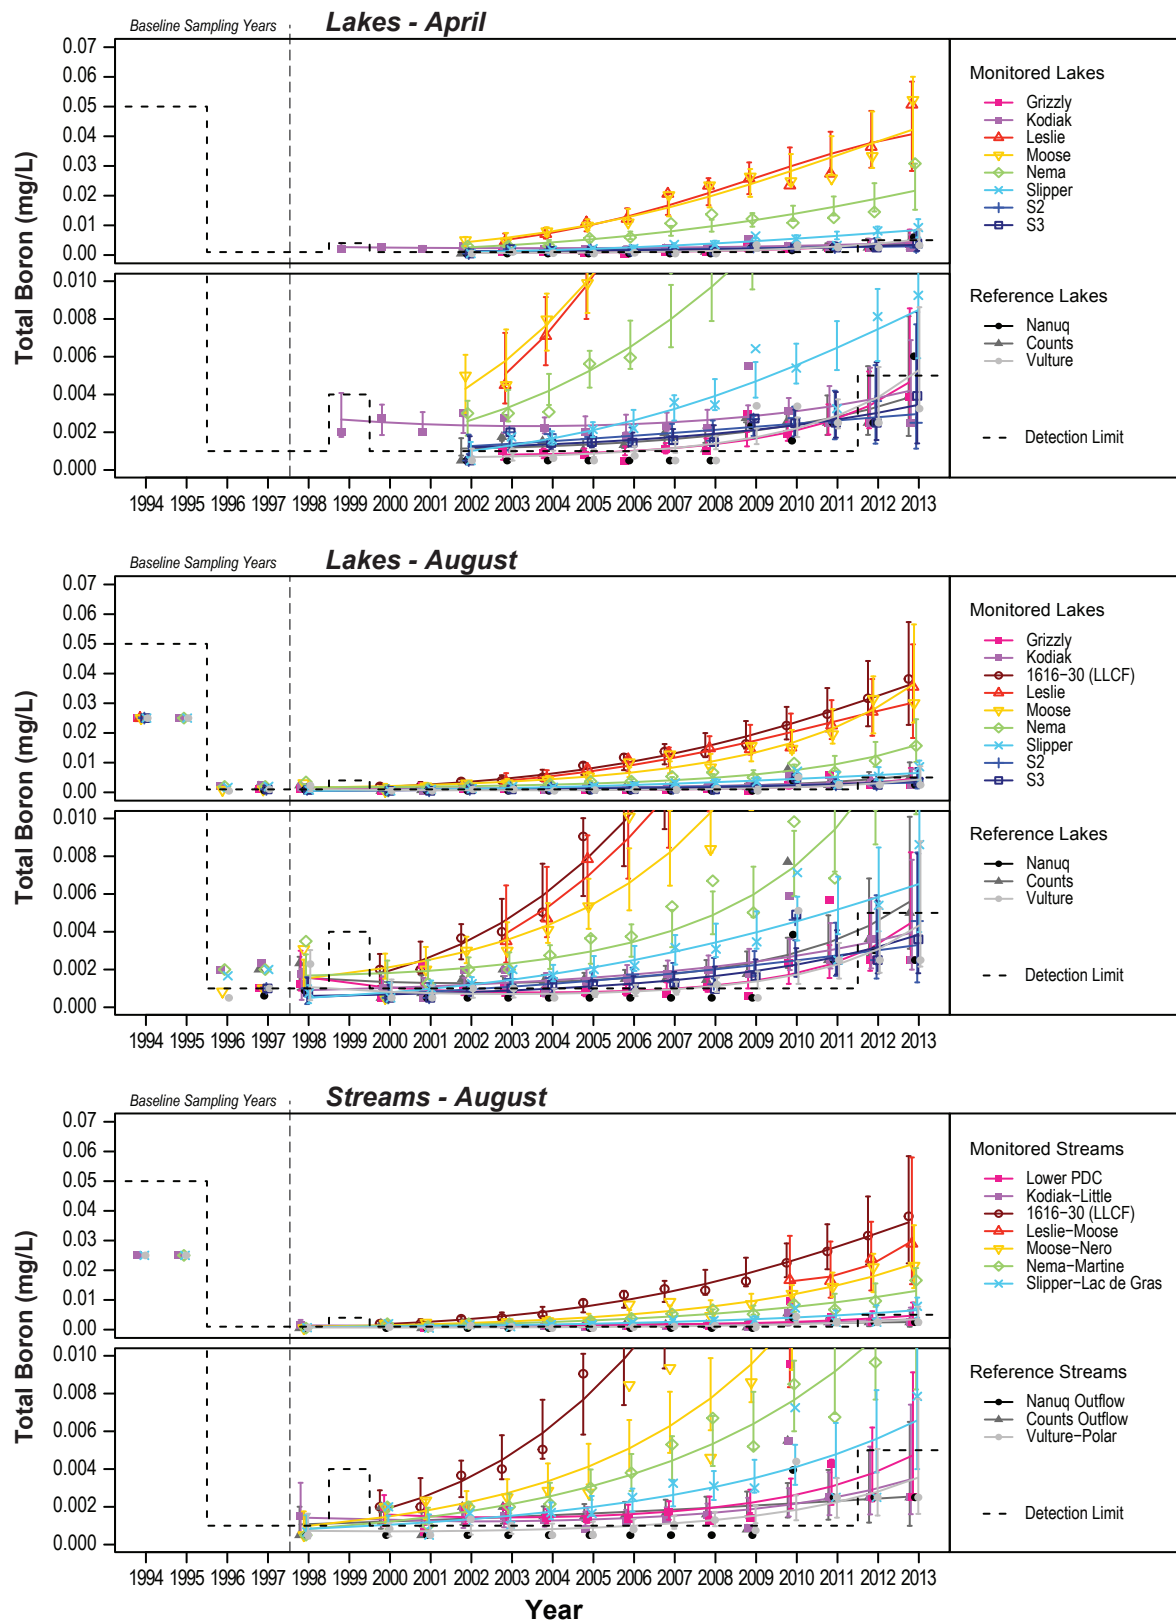 Baseline Sampling Years
Lakes - April
0.07
0.06
0.05
0.04
0.03
0.02
0.01
0.00
0.010
0.008
0.006
0.004
0.002
0.000
Total Boron (mg/L)
1994 1995 1996 1997 1998 1999 2000 2001 2002 2003 2004 2005 2006 2007 2008 2009 2010 2011 2012 2013
Monitored Lakes
Grizzly
Kodiak
Leslie
Moose
Nema
Slipper
S2
S3
Reference Lakes
Nanuq
Counts
Vulture
Detection Limit
Baseline Sampling Years
Lakes - August
0.07
0.06
0.05
0.04
0.03
0.02
0.01
0.00
0.010
0.008
0.006
0.004
0.002
0.000
Total Boron (mg/L)
1994 1995 1996 1997 1998 1999 2000 2001 2002 2003 2004 2005 2006 2007 2008 2009 2010 2011 2012 2013
Monitored Lakes
Grizzly
Kodiak
1616-30 (LLCF)
Leslie
Moose
Nema
Slipper
S2
S3
Reference Lakes
Nanuq
Counts
Vulture
Detection Limit
Baseline Sampling Years
Streams - August
0.07
0.06
0.05
0.04
0.03
0.02
0.01
0.00
0.010
0.008
0.006
0.004
0.002
0.000
Total Boron (mg/L)
1994 1995 1996 1997 1998 1999 2000 2001 2002 2003 2004 2005 2006 2007 2008 2009 2010 2011 2012 2013
Year
Monitored Streams
Lower PDC
Kodiak-Little
1616-30 (LLCF)
Leslie-Moose
Moose-Nero
Nema-Martine
Slipper-Lac de Gras
Reference Streams
Nanuq Outflow
Counts Outflow
Vulture-Polar
Detection Limit